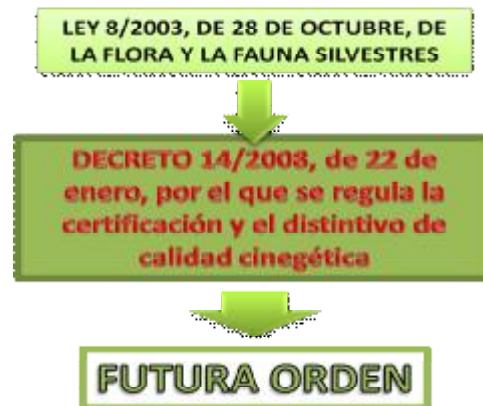 LEY 8/2003, DE 28 DE OCTUBRE, DE
LA FLORA Y LA FAUNA SILVESTRES
DECRETO 14/2008, de 22 de
enero, por el que se regula la
certificación y el distintivo de
calidad cinegética
FUTURA ORDEN